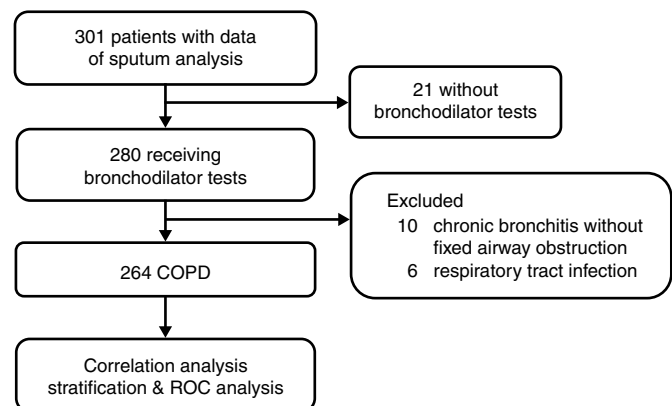 301 patients with data
of sputum analysis
21 without
bronchodilator tests
280 receiving
bronchodilator tests
Excluded
10 chronic bronchitis without
fixed airway obstruction
6 respiratory tract infection
264 COPD
Correlation analysis
stratification & ROC analysis